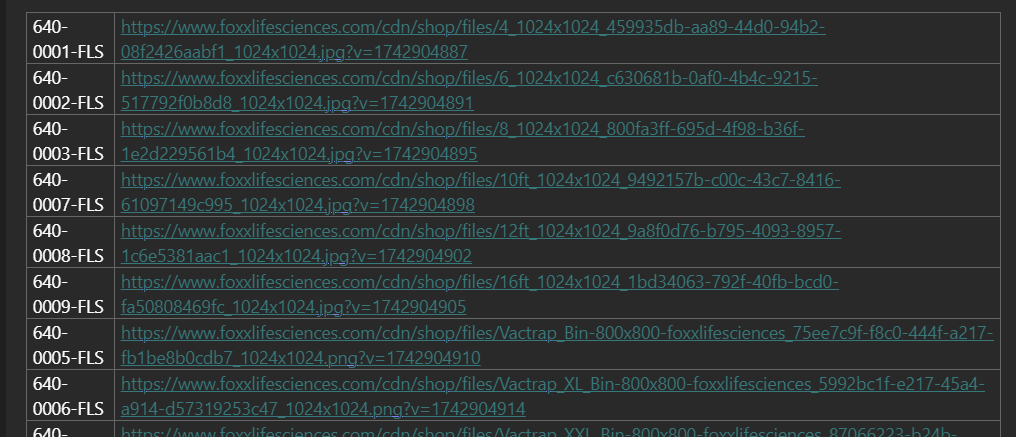 640-
0001-FLS
https://www.foxxlifesciences.com/cdn/shop/files/4_1024x1024_459935db-aa89-44d0-94b2-
08f2426aabf1_1024x1024.jpg?v=1742904887
640-
0002-FLS
https://www.foxxlifesciences.com/cdn/shop/files/6_1024x1024_c630681b-0af0-4b4c-9215-
517792f0b8d8_1024x1024.jpg?v=1742904891
640-
0003-FLS
https://www.foxxlifesciences.com/cdn/shop/files/8_1024x1024_800fa3ff-695d-4f98-b36f-
1e2d229561b4_1024x1024.jpg?v=1742904895
640-
0007-FLS
https://www.foxxlifesciences.com/cdn/shop/files/10ft_1024x1024_9492157b-c00c-43c7-8416-
61097149c995_1024x1024.jpg?v=1742904898
640-
0008-FLS
https://www.foxxlifesciences.com/cdn/shop/files/12ft_1024x1024_9a8f0d76-b795-4093-8957-
1c6e5381aac1_1024x1024.jpg?v=1742904902
640-
0009-FLS
https://www.foxxlifesciences.com/cdn/shop/files/16ft_1024x1024_1bd34063-792f-40fb-bcd0-
fa50808469fc_1024x1024.jpg?v=1742904905
640-
0005-FLS
https://www.foxxlifesciences.com/cdn/shop/files/Vactrap_Bin-800x800-foxxlifesciences_75ee7c9f-f8c0-444f-a217-
fb1be8b0cdb7_1024x1024.png?v=1742904910
640-
0006-FLS
https://www.foxxlifesciences.com/cdn/shop/files/Vactrap_XL_Bin-800x800-foxxlifesciences_5992bc1f-e217-45a4-
a914-d57319253c47_1024x1024.png?v=1742904914
640-
https://www.foxxlifesciences.com/cdn/shop/files/Vactrap_XXL_Bin-800x800-foxxlifesciences_87066223-b24b-